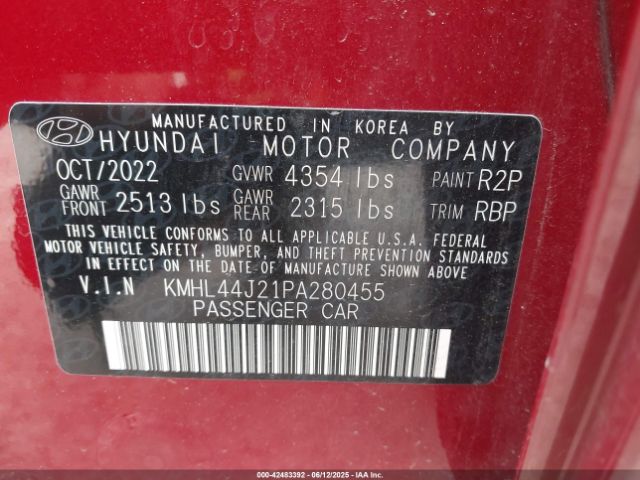 MANUFACTURED IN KOREA BY
HYUNDAI MOTOR COMPANY
OCT/2022 GVWR 4354 lbs PAINT R2P
GAWR FRONT 2513 lbs GAWR REAR 2315 lbs TRIM RBP
THIS VEHICLE CONFORMS TO ALL APPLICABLE U.S.A. FEDERAL
MOTOR VEHICLE SAFETY, BUMPER, AND THEFT PREVENTION STANDARDS
IN EFFECT ON THE DATE OF MANUFACTURE SHOWN ABOVE
V.I.N KMHL44J21PA280455
PASSENGER CAR
000-42483392 - 06/12/2025 - IAAI